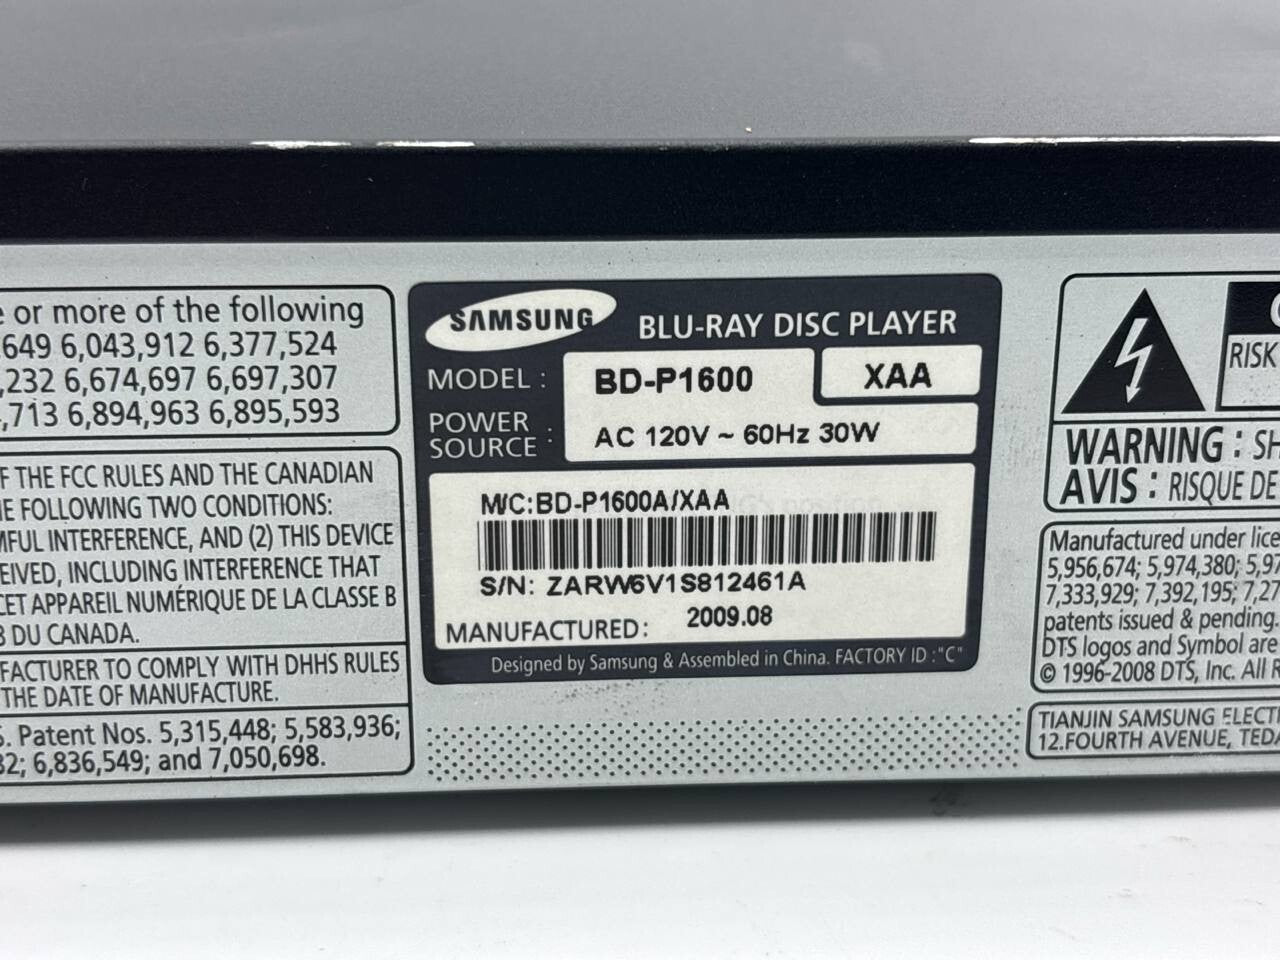 e or more of the following
649 6,043,912 6,377,524
,232 6,674,697 6,697,307
,713 6,894,963 6,895,593
F THE FCC RULES AND THE CANADIAN
E FOLLOWING TWO CONDITIONS:
MFUL INTERFERENCE, AND (2) THIS DEVICE
EIVED, INCLUDING INTERFERENCE THAT
CET APPAREIL NUMÉRIQUE DE LA CLASSE B
B DU CANADA.
FACTURER TO COMPLY WITH DHHS RULES
THE DATE OF MANUFACTURE.
S. Patent Nos. 5,315,448; 5,583,936;
32; 6,836,549; and 7,050,698.
SAMSUNG BLU-RAY DISC PLAYER
MODEL : BD-P1600 XAA
POWER SOURCE : AC 120V ~ 60Hz 30W
M/C:BD-P1600A/XAA
S/N: ZARW6V1S812461A
MANUFACTURED: 2009.08
Designed by Samsung & Assembled in China. FACTORY ID :"C"
RISK
WARNING : SH
AVIS : RISQUE DE
Manufactured under lice
5,956,674; 5,974,380; 5,97
7,333,929; 7,392,195; 7,27
patents issued & pending.
DTS logos and Symbol are
© 1996-2008 DTS, Inc. All R
TIANJIN SAMSUNG ELECTI
12.FOURTH AVENUE, TEDA